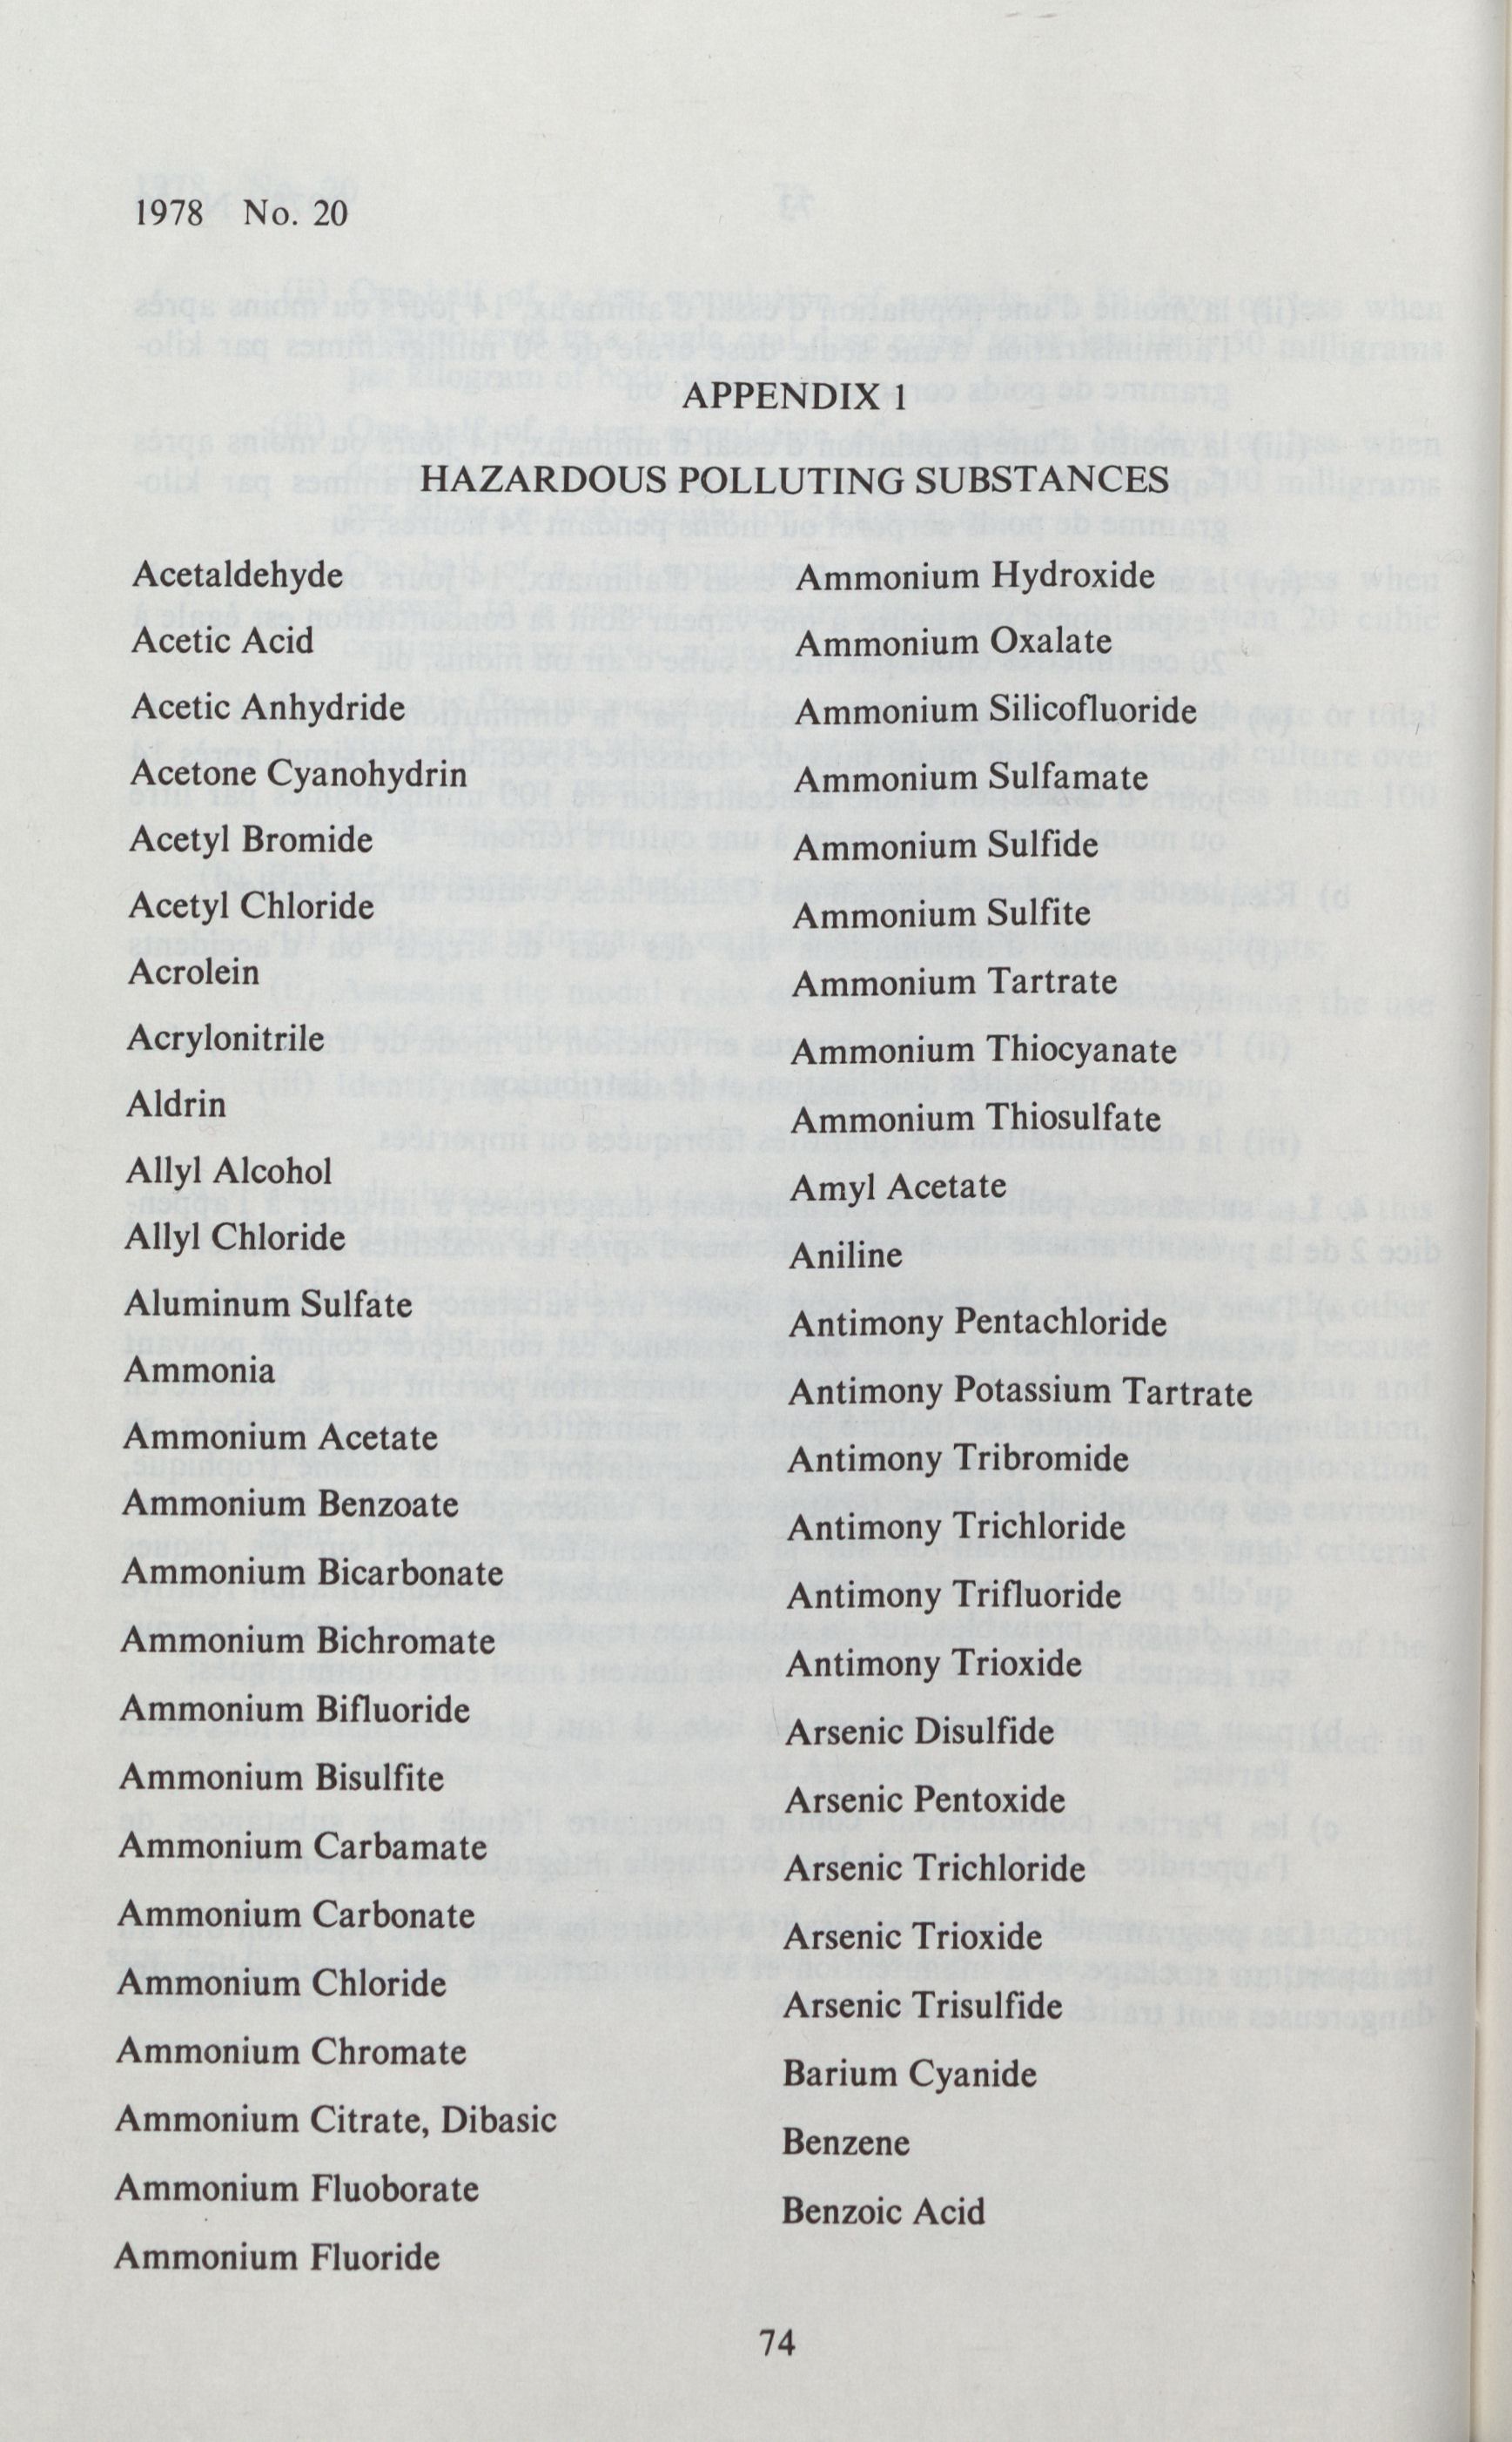 1978 No. 20
APPENDIX 1
HAZARDOUS POLLUTING SUBSTANCES
Acetaldehyde
Acetic Acid
Acetic Anhydride
Acetone Cyanohydrin
Acetyl Bromide
Acetyl Chloride
Acrolein
Acrylonitrile
Aldrin
Allyl Alcohol
Allyl Chloride
Aluminum Sulfate
Ammonia
Ammonium Acetate
Ammonium Benzoate
Ammonium Bicarbonate
Ammonium Bichromate
Ammonium Bifluoride
Ammonium Bisulfite
Ammonium Carbamate
Ammonium Carbonate
Ammonium Chloride
Ammonium Chromate
Ammonium Citrate, Dibasic
Ammonium Fluoborate
Ammonium Fluoride
Ammonium Hydroxide
Ammonium Oxalate
Ammonium Silicofluoride
Ammonium Sulfamate
Ammonium Sulfide
Ammonium Sulfite
Ammonium Tartrate
Ammonium Thiocyanate
Ammonium Thiosulfate
Amyl Acetate
Aniline
Antimony Pentachloride
Antimony Potassium Tartrate
Antimony Tribromide
Antimony Trichloride
Antimony Trifluoride
Antimony Trioxide
Arsenic Disulfide
Arsenic Pentoxide
Arsenic Trichloride
Arsenic Trioxide
Arsenic Trisulfide
Barium Cyanide
Benzene
Benzoic Acid
74